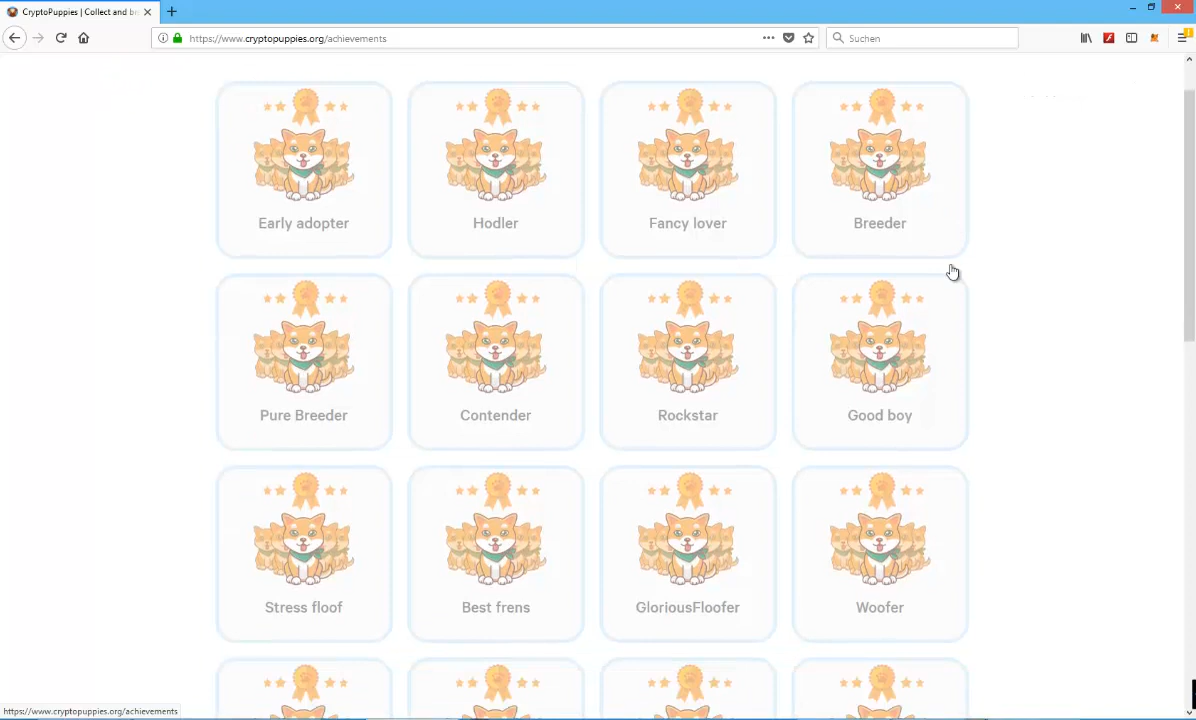 CryptoPuppies | Collect and br
https://www.cryptopuppies.org/achievements
Suchen
Early adopter
Hodler
Fancy lover
Breeder
Pure Breeder
Contender
Rockstar
Good boy
Stress floof
Best frens
GloriousFloofer
Woofer
https://www.cryptopuppies.org/achievements